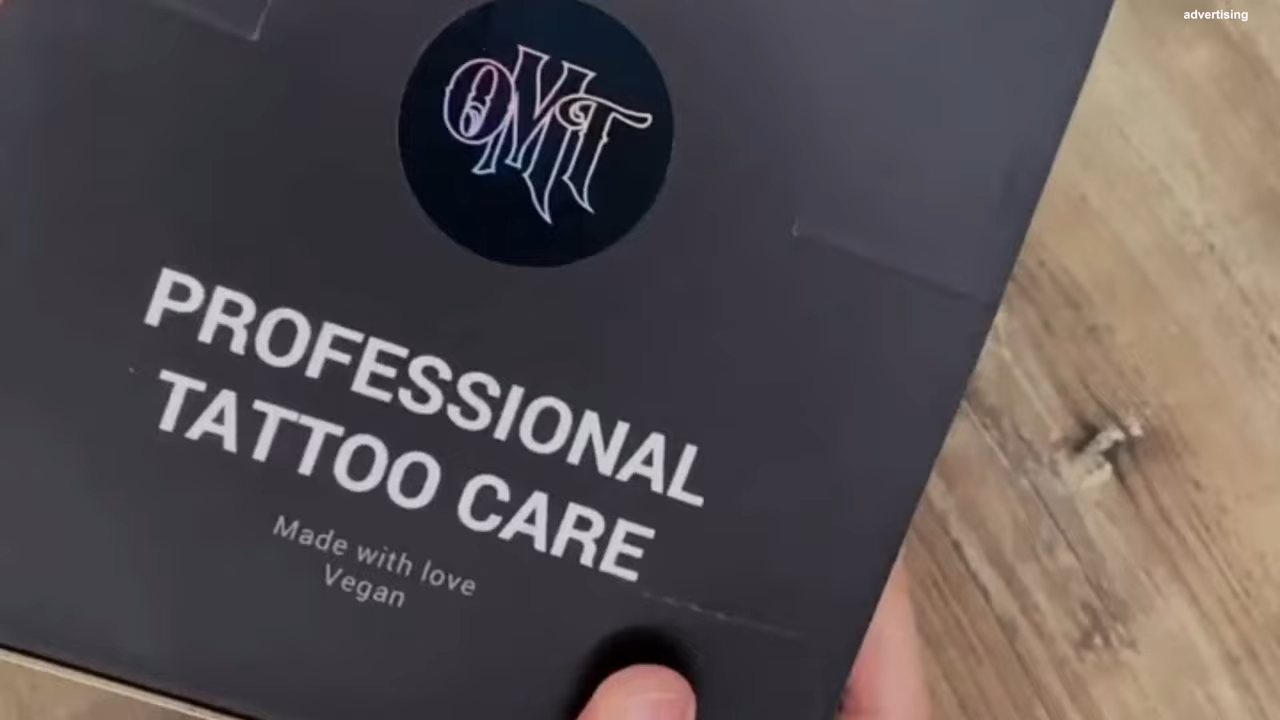 advertising
OMT
PROFESSIONAL
TATTOO CARE
Made with love
Vegan